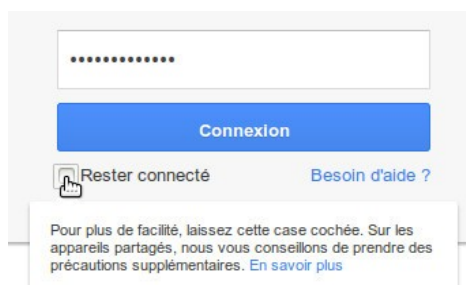 •••••••••••••
Connexion
Rester connecté
Besoin d'aide ?
Pour plus de facilité, laissez cette case cochée. Sur les
appareils partagés, nous vous conseillons de prendre des
précautions supplémentaires. En savoir plus